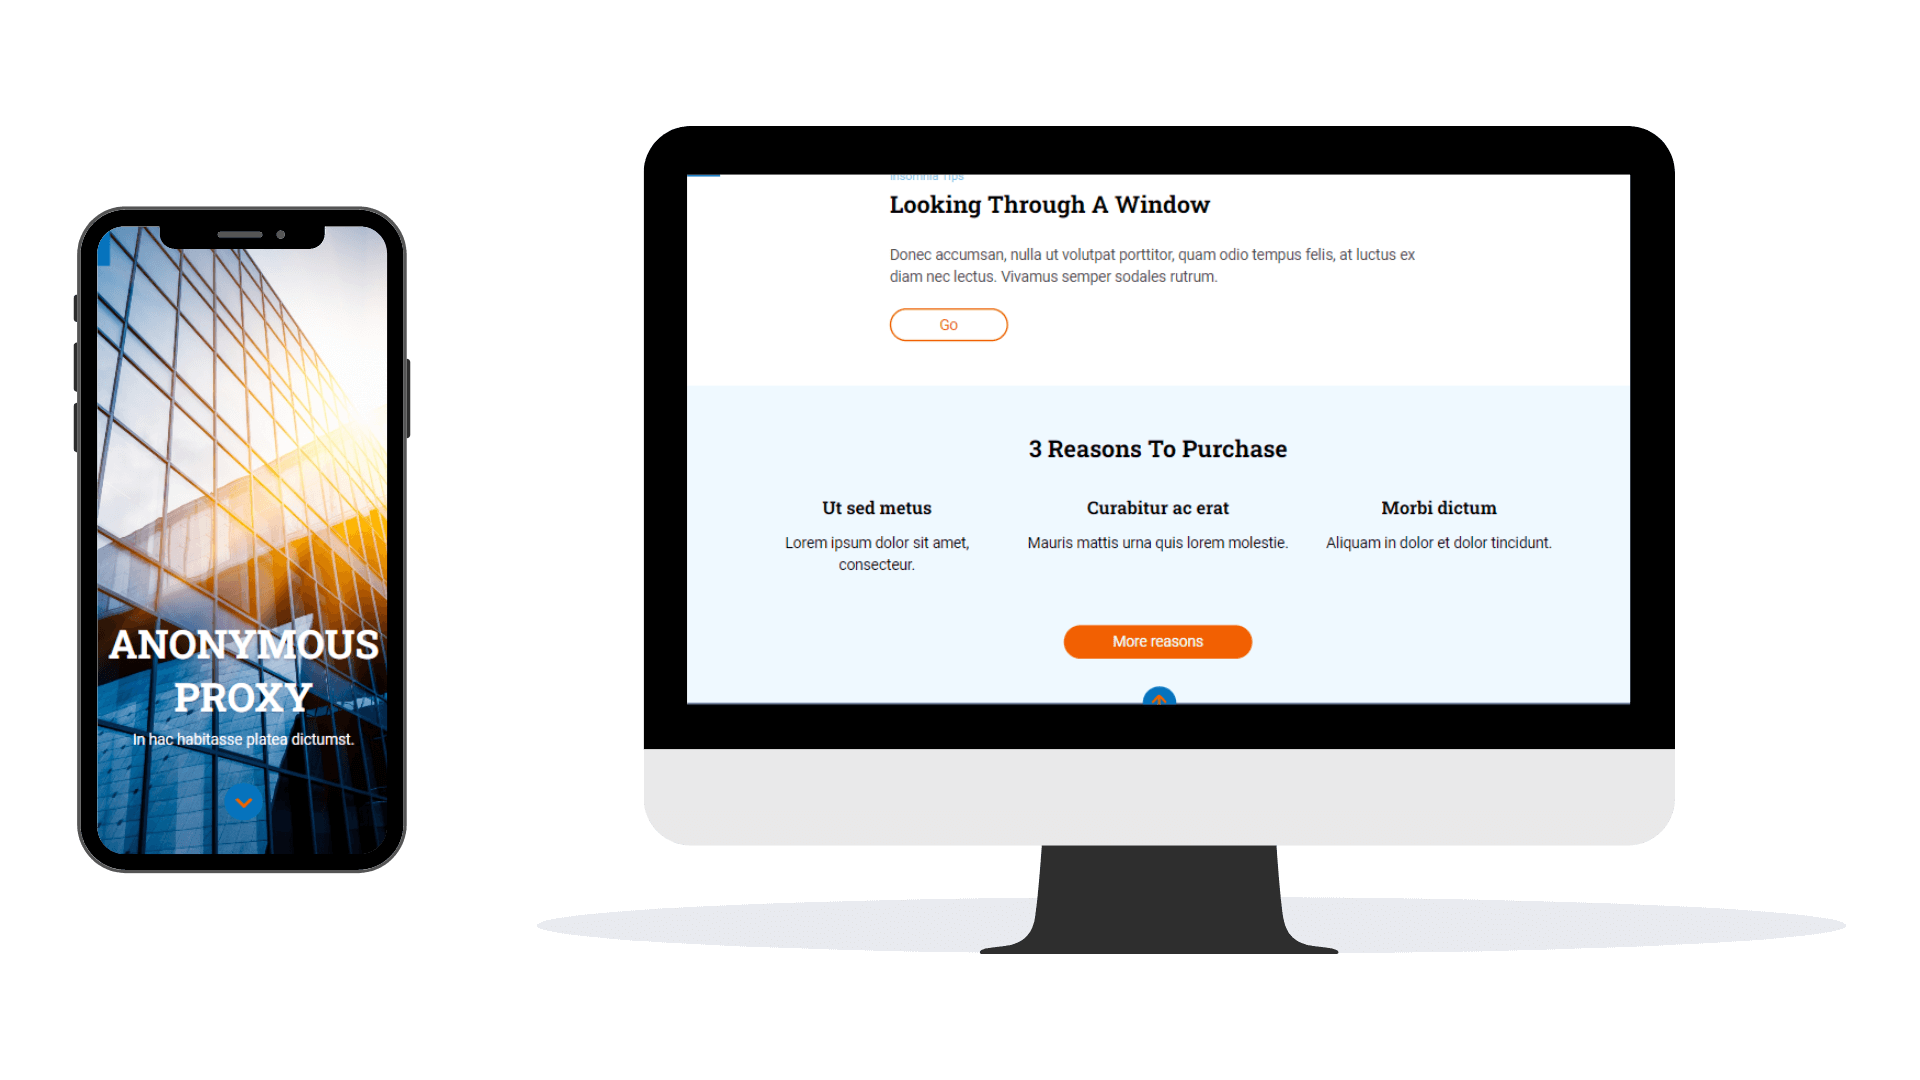 ANONYMOUS
PROXY
In hac habitasse platea dictumst.
Insomnia Tips
Looking Through A Window
Donec accumsan, nulla ut volutpat porttitor, quam odio tempus felis, at luctus ex
diam nec lectus. Vivamus semper sodales rutrum.
Go
3 Reasons To Purchase
Ut sed metus
Lorem ipsum dolor sit amet,
consecteur.
Curabitur ac erat
Mauris mattis urna quis lorem molestie.
Morbi dictum
Aliquam in dolor et dolor tincidunt.
More reasons